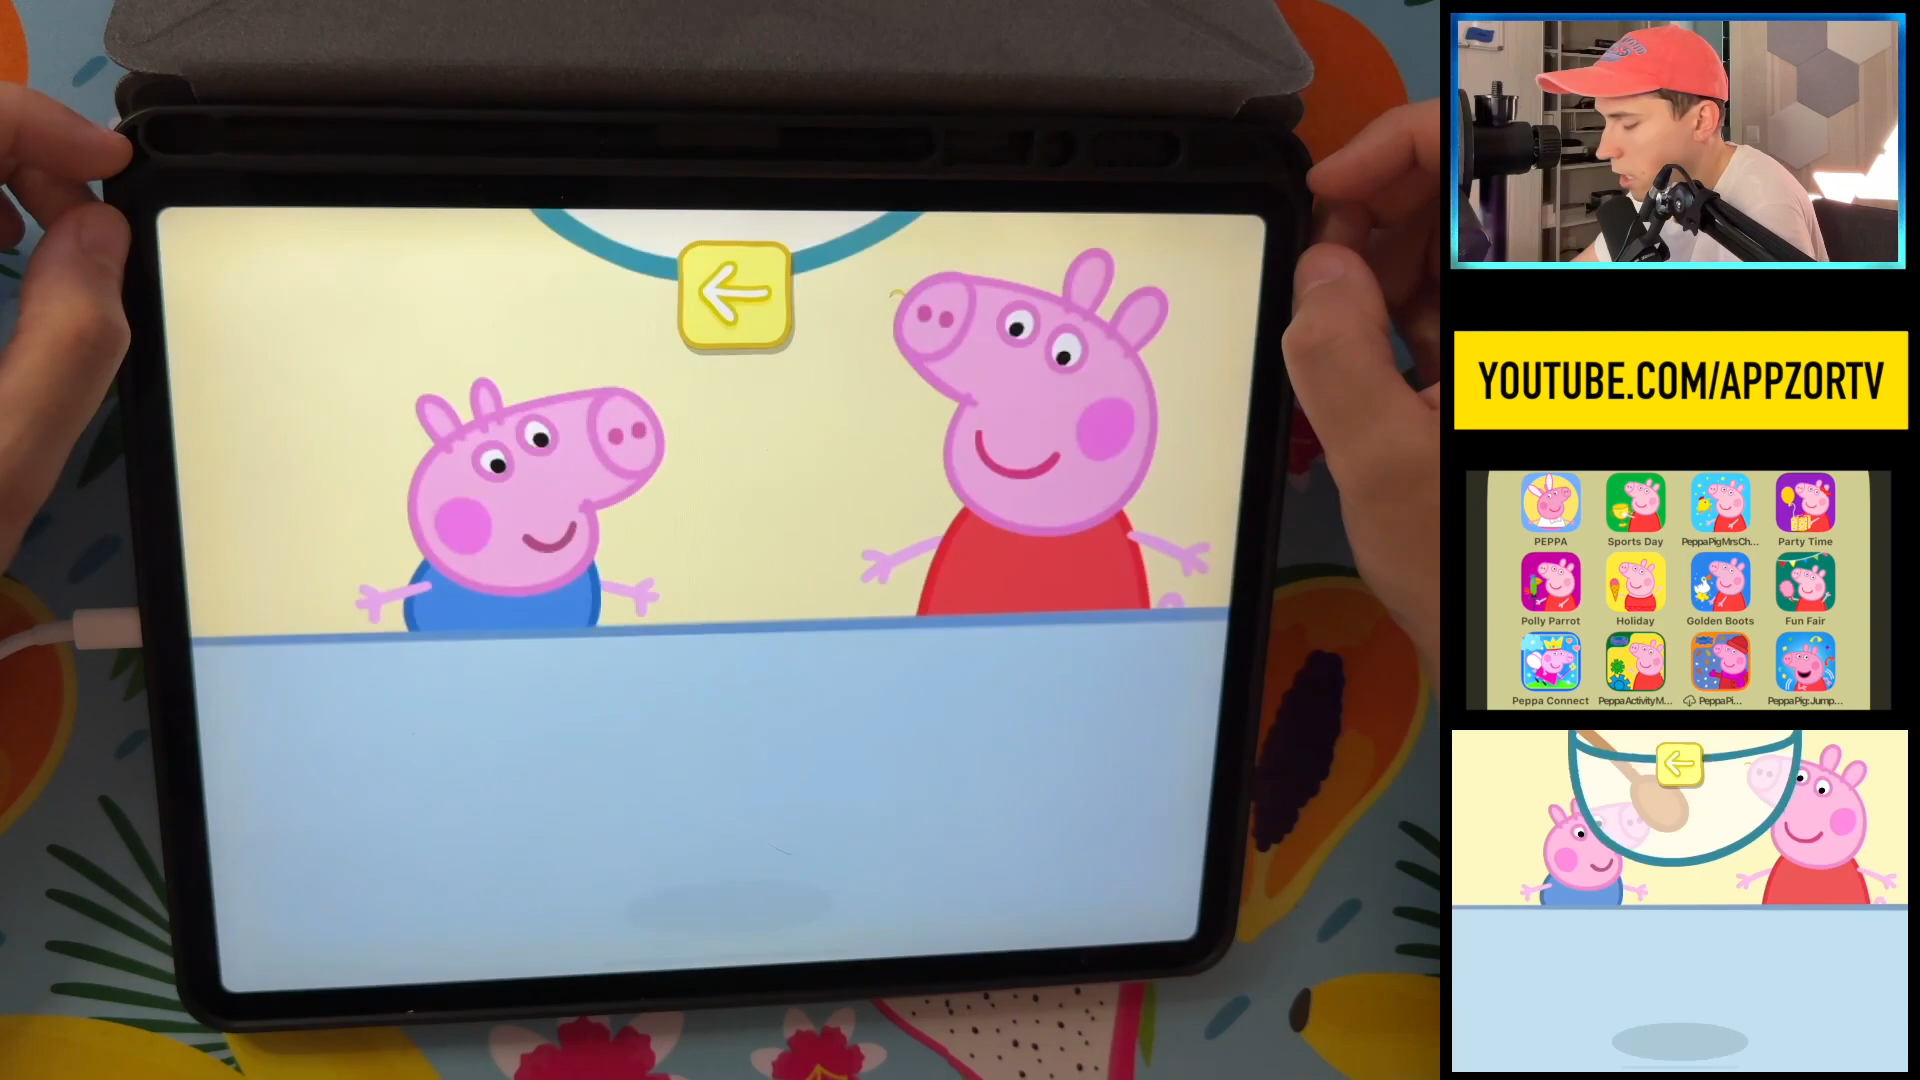 YOUTUBE.COM/APPZORTV
PEPPA
Sports Day
PeppaPigMrsCh...
Party Time
Polly Parrot
Holiday
Golden Boots
Fun Fair
Peppa Connect
PeppaActivityM...
PeppaPi...
PeppaPig:Jump...